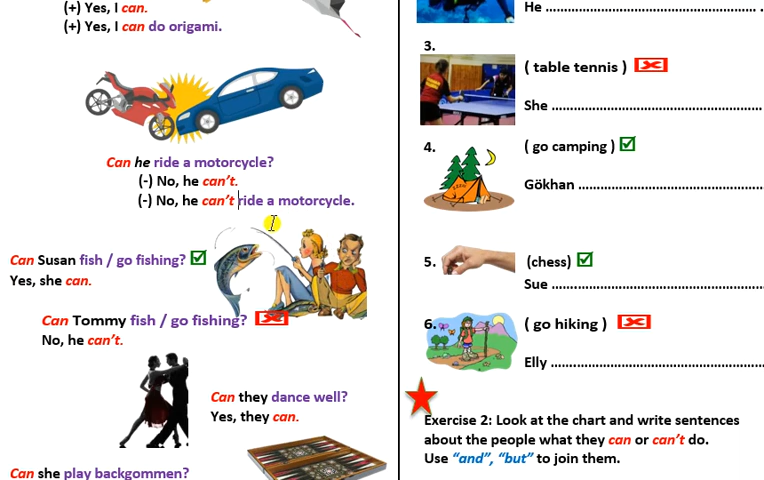 (+) Yes, I can.
(+) Yes, I can do origami.
Can he ride a motorcycle?
(-) No, he can't.
(-) No, he can't ride a motorcycle.
Can Susan fish / go fishing?
Yes, she can.
Can Tommy fish / go fishing?
No, he can't.
Can they dance well?
Yes, they can.
Can she play backgommen?
He ........................................................ .
3.
( table tennis )
She ........................................................
4.
( go camping )
Gökhan ................................................
5.
(chess)
Sue ........................................................
6.
( go hiking )
Elly ........................................................
Exercise 2: Look at the chart and write sentences
about the people what they can or can't do.
Use “and”, “but” to join them.